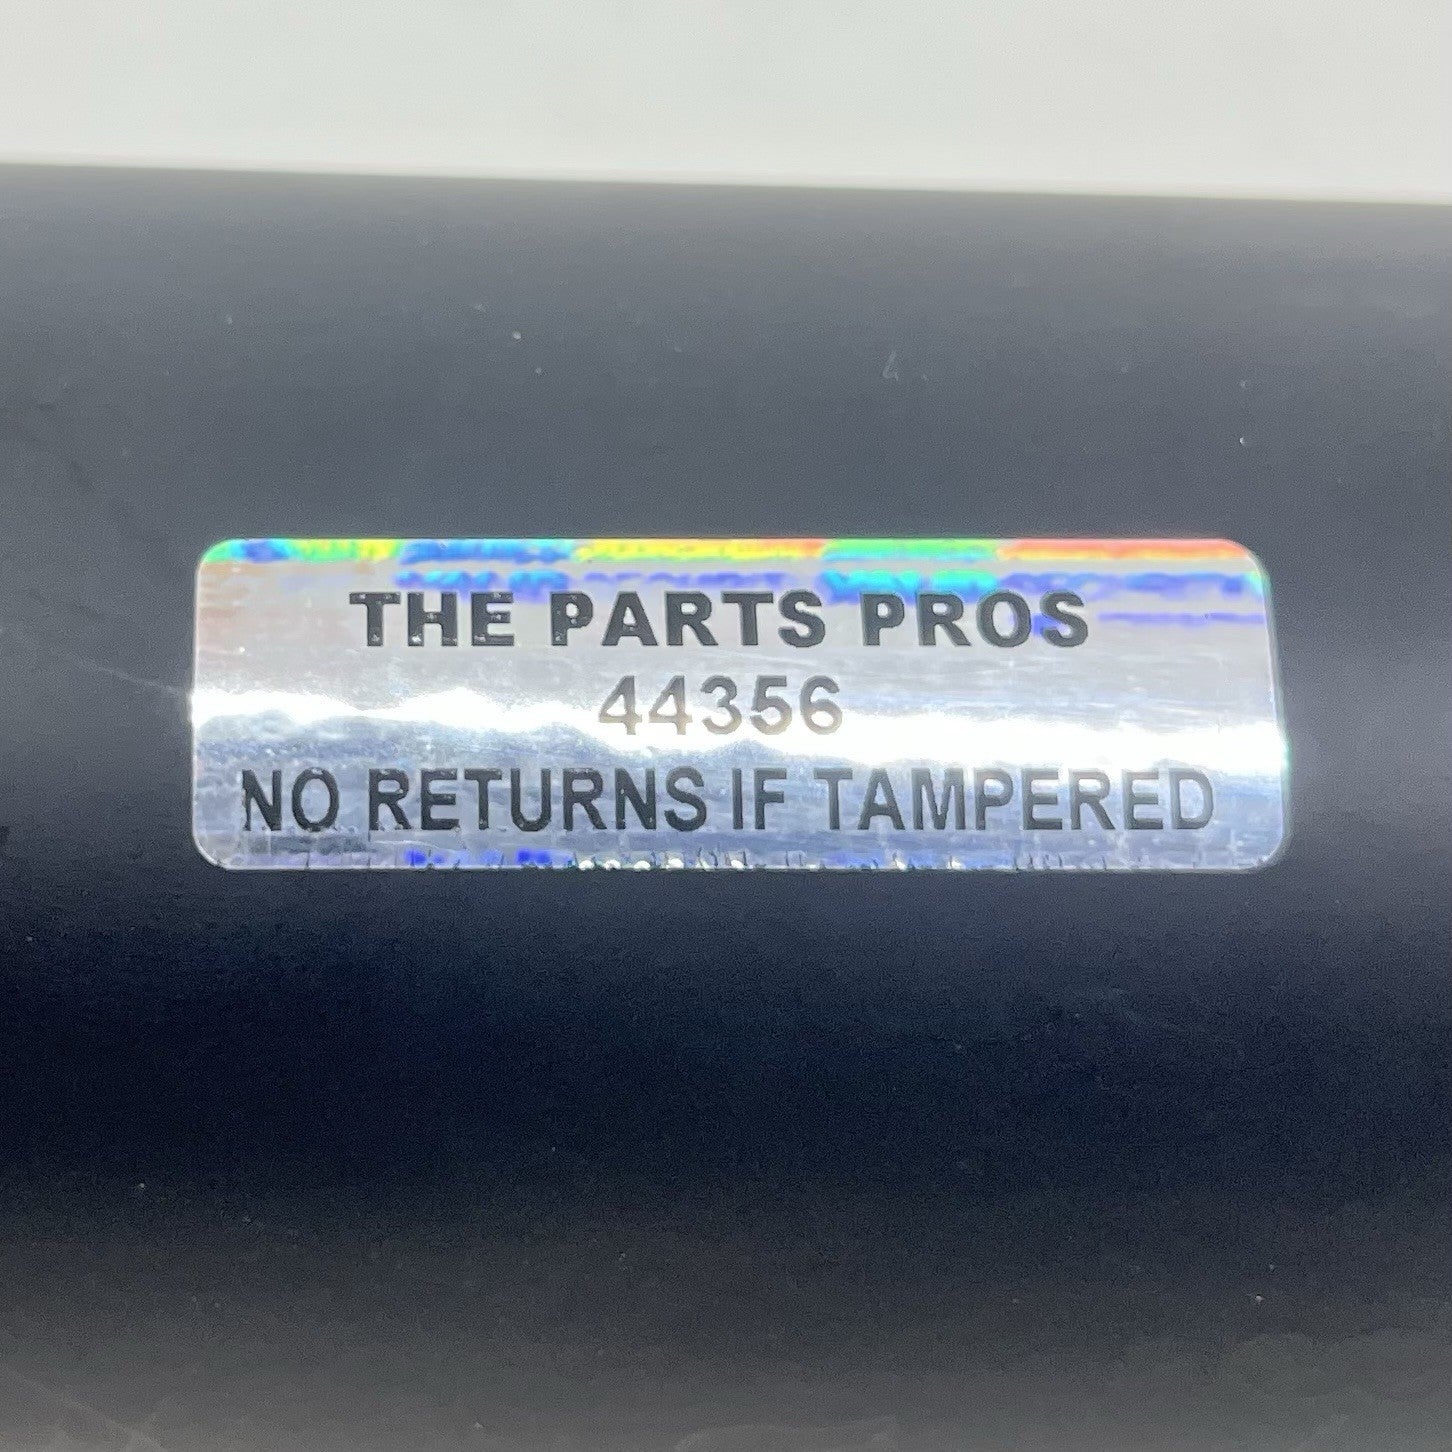 THE PARTS PROS
44356
NO RETURNS IF TAMPERED